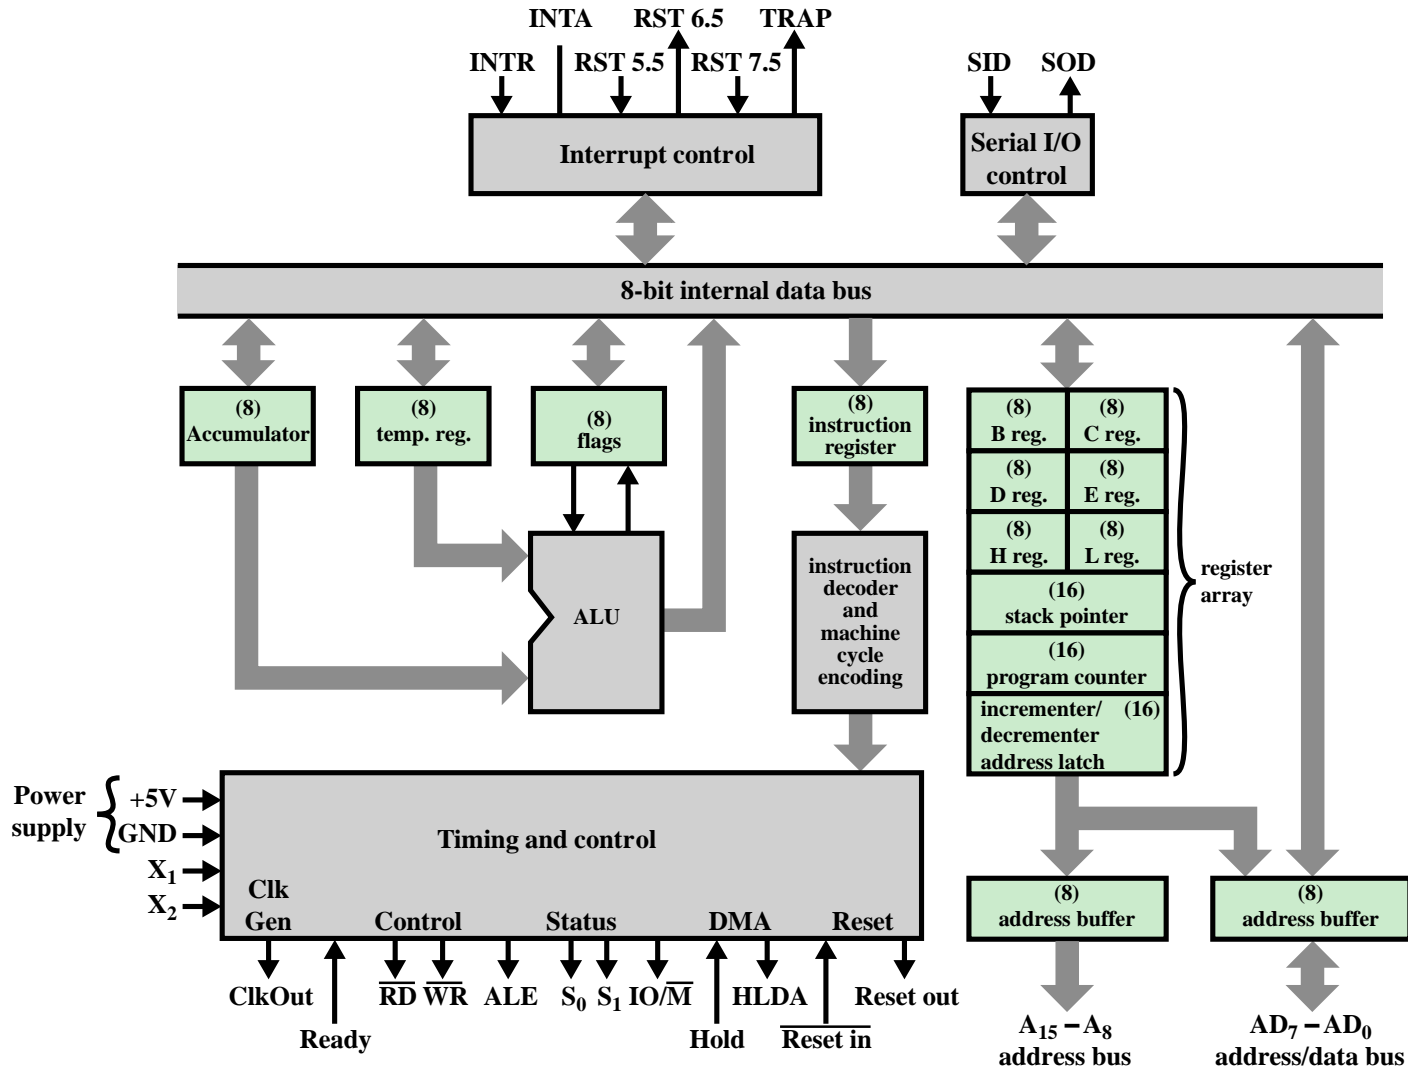 INTA RST 6.5 TRAP
INTR RST 5.5 RST 7.5 SID SOD
Interrupt control
Serial I/O
control
8-bit internal data bus
(8)
Accumulator
(8)
temp. reg.
(8)
flags
(8)
instruction
register
(8)
B reg.
(8)
C reg.
(8)
D reg.
(8)
E reg.
(8)
H reg.
(8)
L reg.
(16)
stack pointer
(16)
program counter
incrementer/ (16)
decrementer
address latch
register
array
ALU
instruction
decoder
and
machine
cycle
encoding
Power
supply
+5V
GND
X1
X2
Timing and control
Clk
Gen
Control
Status
DMA
Reset
(8)
address buffer
(8)
address buffer
ClkOut
Ready
R̅D̅
W̅R̅
ALE
S0
S1
IO/M̅
Hold
HLDA
R̅e̅s̅e̅t̅ ̅i̅n̅
Reset out
A15 – A8
address bus
AD7 – AD0
address/data bus